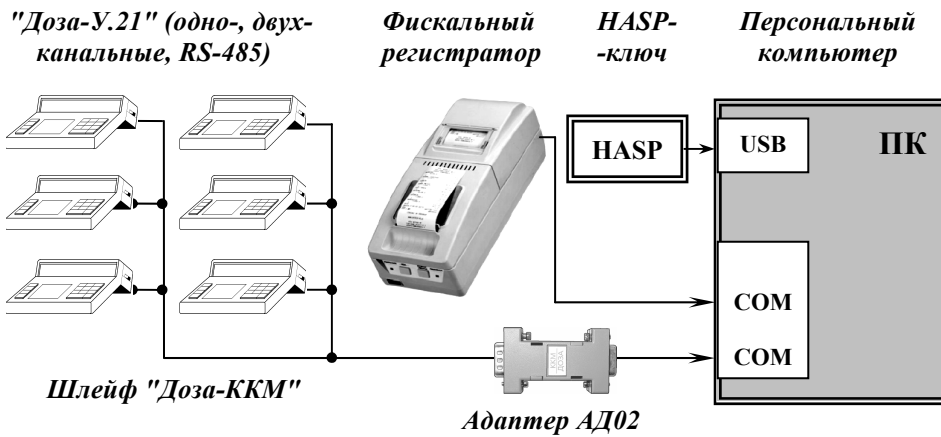 "Доза-У.21" (одно-, двух-
канальные, RS-485)
Фискальный
регистратор
HASP-
-ключ
Персональный
компьютер
HASP
USB
ПК
COM
COM
Шлейф "Доза-ККМ"
Адаптер АД02